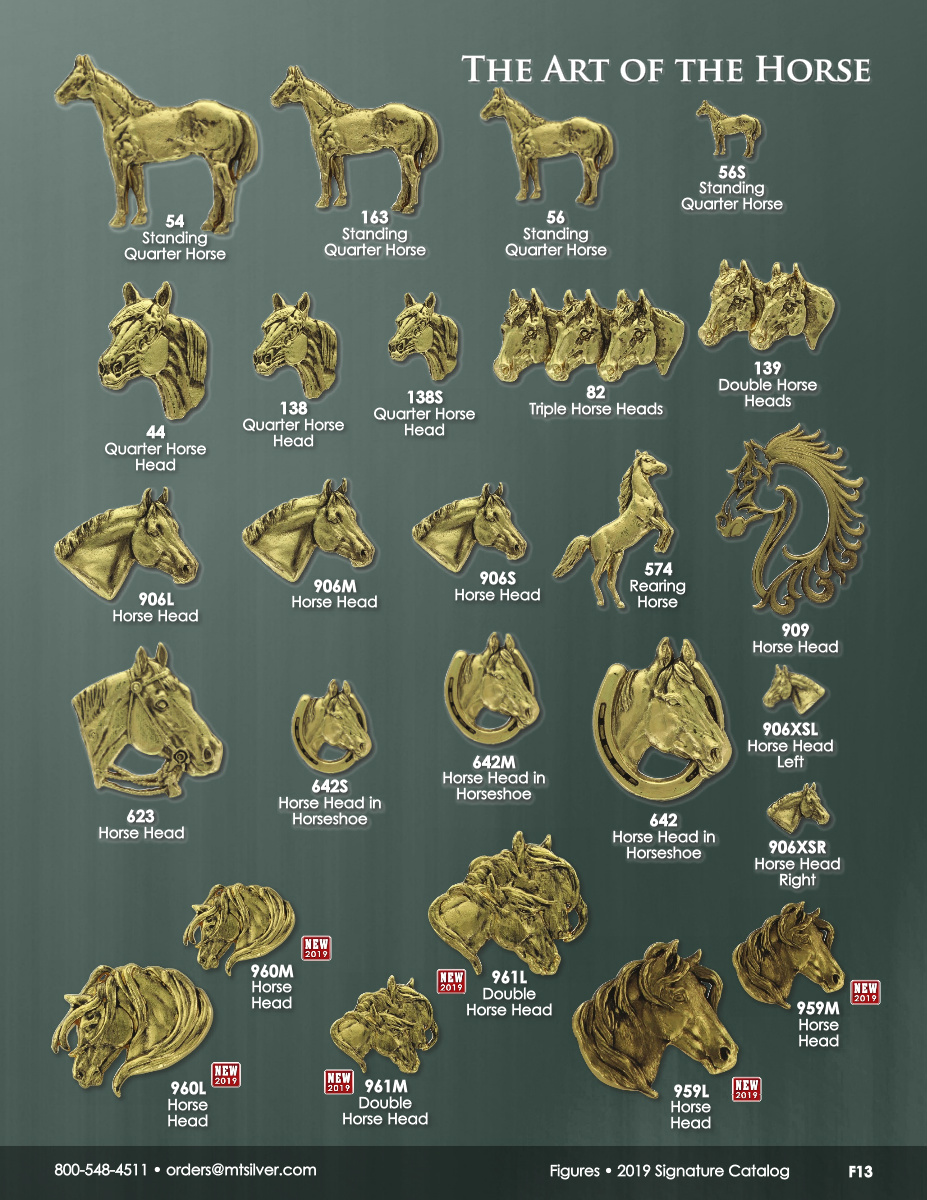 THE ART OF THE HORSE
54
Standing
Quarter Horse
163
Standing
Quarter Horse
56
Standing
Quarter Horse
56S
Standing
Quarter Horse
44
Quarter Horse
Head
138
Quarter Horse
Head
138S
Quarter Horse
Head
82
Triple Horse Heads
139
Double Horse
Heads
906L
Horse Head
906M
Horse Head
906S
Horse Head
574
Rearing
Horse
909
Horse Head
623
Horse Head
642S
Horse Head in
Horseshoe
642M
Horse Head in
Horseshoe
642
Horse Head in
Horseshoe
906XSL
Horse Head
Left
906XSR
Horse Head
Right
960L
Horse
Head
NEW
2019
960M
Horse
Head
NEW
2019
961M
Double
Horse Head
NEW
2019
961L
Double
Horse Head
NEW
2019
959L
Horse
Head
NEW
2019
959M
Horse
Head
NEW
2019
800-548-4511 • orders@mtsilver.com
Figures • 2019 Signature Catalog F13